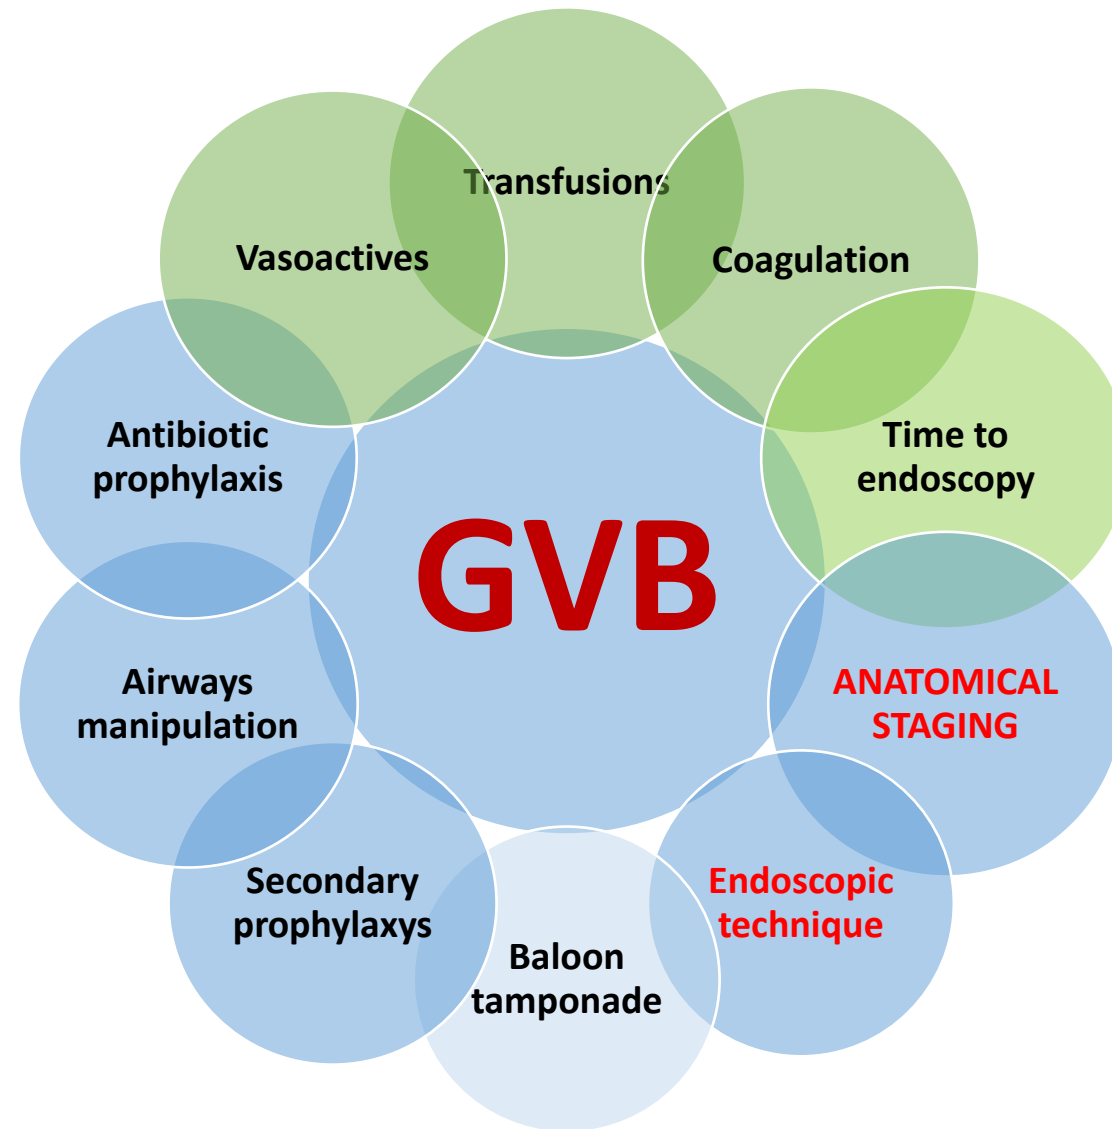 Transfusions
Vasoactives
Coagulation
Antibiotic
prophylaxis
Time to
endoscopy
GVB
Airways
manipulation
ANATOMICAL
STAGING
Secondary
prophylaxys
Endoscopic
technique
Baloon
tamponade